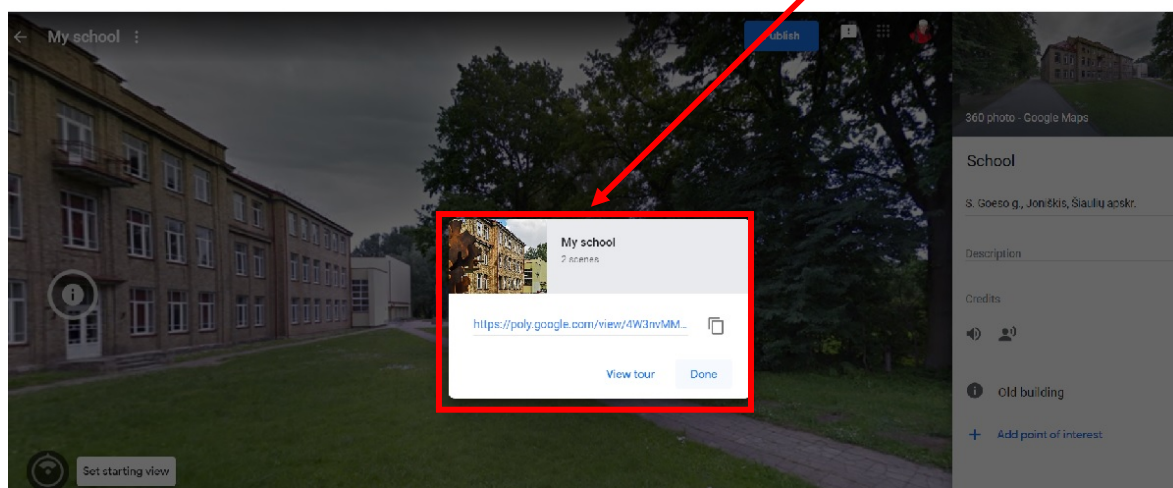 My school
Publish
360 photo - Google Maps
School
S. Goeso g., Joniškis, Šiaulių apskr.
Description
Credits
Old building
Add point of interest
My school
2 scenes
https://poly.google.com/view/4W3nvMM...
View tour
Done
Set starting view